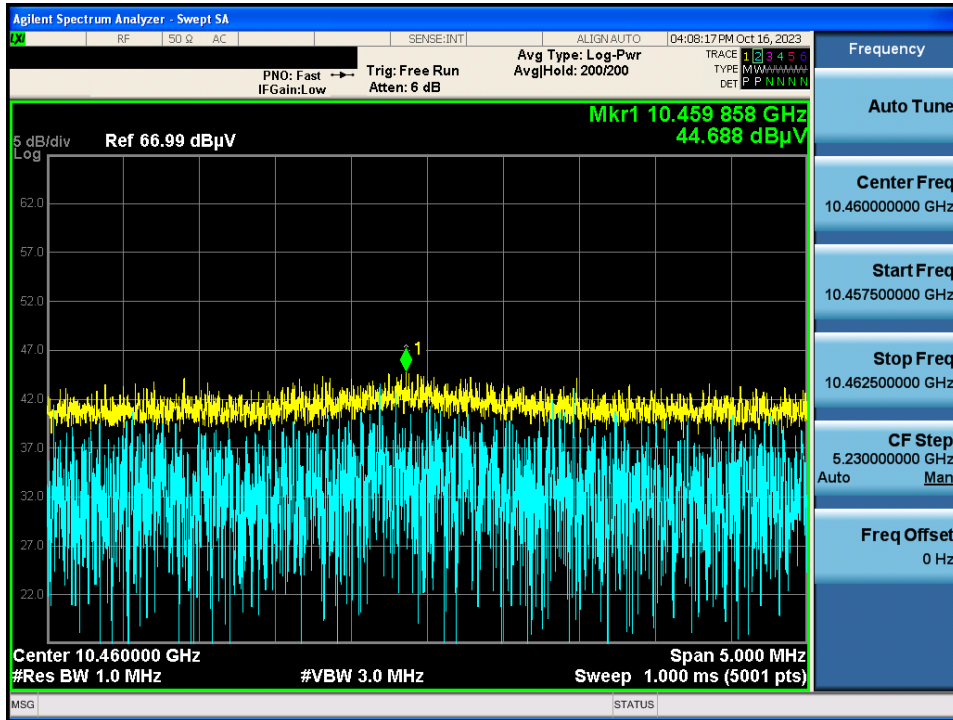 Agilent Spectrum Analyzer - Swept SA
LXI RF 50 Ω AC SENSE:INT ALIGN AUTO 04:08:17 PM Oct 16, 2023
Frequency
PNO: Fast Trig: Free Run Avg Type: Log-Pwr TRACE 1 2 3 4 5 6
IFGain:Low Atten: 6 dB Avg|Hold: 200/200 TYPE M W W W W W
DET P P N N N N
Auto Tune
Mkr1 10.459 858 GHz
44.688 dBµV
5 dB/div Ref 66.99 dBµV
Log
62.0
57.0
52.0
47.0
42.0
37.0
32.0
27.0
22.0
1
Center Freq
10.460000000 GHz
Start Freq
10.457500000 GHz
Stop Freq
10.462500000 GHz
CF Step
5.230000000 GHz
Auto Man
Freq Offset
0 Hz
Center 10.460000 GHz Span 5.000 MHz
#Res BW 1.0 MHz #VBW 3.0 MHz Sweep 1.000 ms (5001 pts)
MSG STATUS